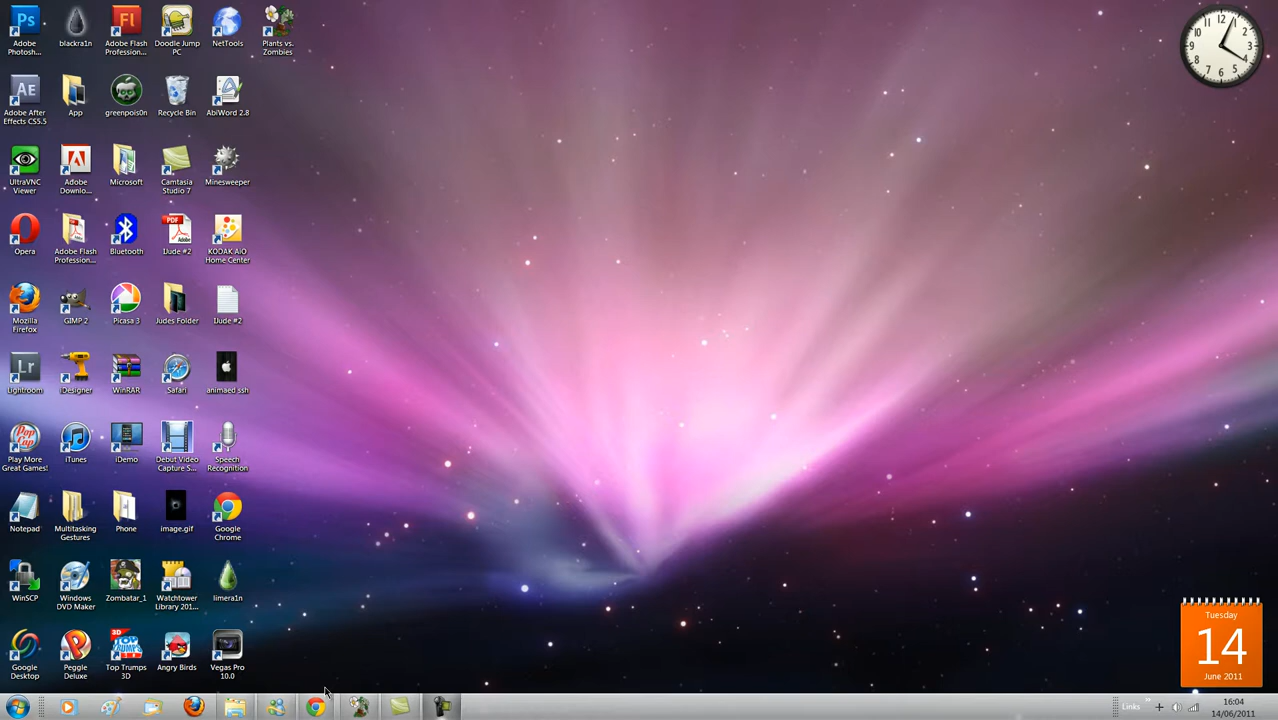 Adobe Photosh...
blackra1n
Adobe Flash Profession...
Doodle Jump PC
NetTools
Plants vs. Zombies
Adobe After Effects CS5.5
App
greenpois0n
Recycle Bin
AbiWord 2.8
UltraVNC Viewer
Adobe Downlo...
Microsoft
Camtasia Studio 7
Minesweeper
Opera
Adobe Flash Profession...
Bluetooth
IJude #2
KODAK AiO Home Center
Mozilla Firefox
GIMP 2
Picasa 3
Judes Folder
IJude #2
Lightroom
iDesigner
WinRAR
Safari
animaed ssh
Play More Great Games!
iTunes
iDemo
Debut Video Capture S...
Speech Recognition
Notepad
Multitasking Gestures
Phone
image.gif
Google Chrome
WinSCP
Windows DVD Maker
Zombatar_1
Watchtower Library 201...
limera1n
Google Desktop
Peggle Deluxe
Top Trumps 3D
Angry Birds
Vegas Pro 10.0
Tuesday
14
June 2011
Links
16:04
14/06/2011